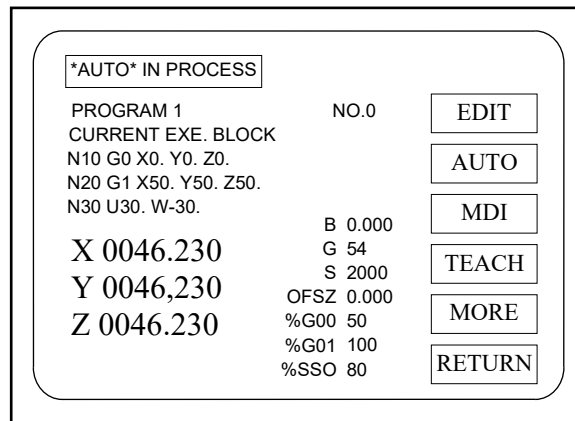 *AUTO* IN PROCESS
PROGRAM 1 NO.0
CURRENT EXE. BLOCK
N10 G0 X0. Y0. Z0.
N20 G1 X50. Y50. Z50.
N30 U30. W-30.
X 0046.230
Y 0046,230
Z 0046.230
B 0.000
G 54
S 2000
OFSZ 0.000
%G00 50
%G01 100
%SSO 80
EDIT
AUTO
MDI
TEACH
MORE
RETURN